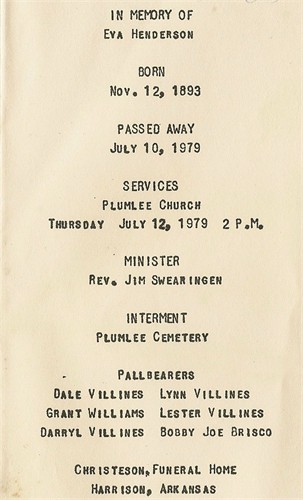 IN MEMORY OF
EVA HENDERSON
BORN
NOV. 12, 1893
PASSED AWAY
JULY 10, 1979
SERVICES
PLUMLEE CHURCH
THURSDAY JULY 12, 1979 2 P.M.
MINISTER
REV. JIM SWEARINGEN
INTERMENT
PLUMLEE CEMETERY
PALLBEARERS
DALE VILLINES LYNN VILLINES
GRANT WILLIAMS LESTER VILLINES
DARRYL VILLINES BOBBY JOE BRISCO
CHRISTESON, FUNERAL HOME
HARRISON, ARKANSAS